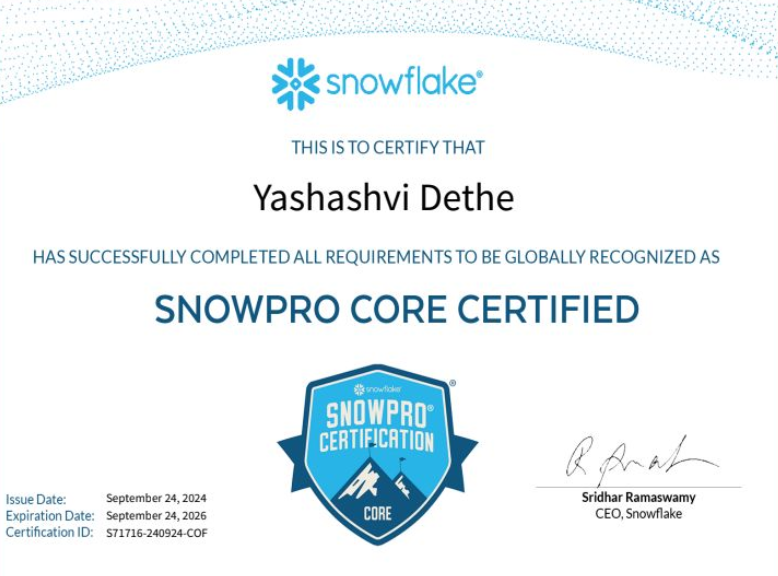 snowflake®
THIS IS TO CERTIFY THAT
Yashashvi Dethe
HAS SUCCESSFULLY COMPLETED ALL REQUIREMENTS TO BE GLOBALLY RECOGNIZED AS
SNOWPRO CORE CERTIFIED
snowflake®
SNOWPRO®
CERTIFICATION
CORE
®
Issue Date: September 24, 2024
Expiration Date: September 24, 2026
Certification ID: S71716-240924-COF
Sridhar Ramaswamy
CEO, Snowflake